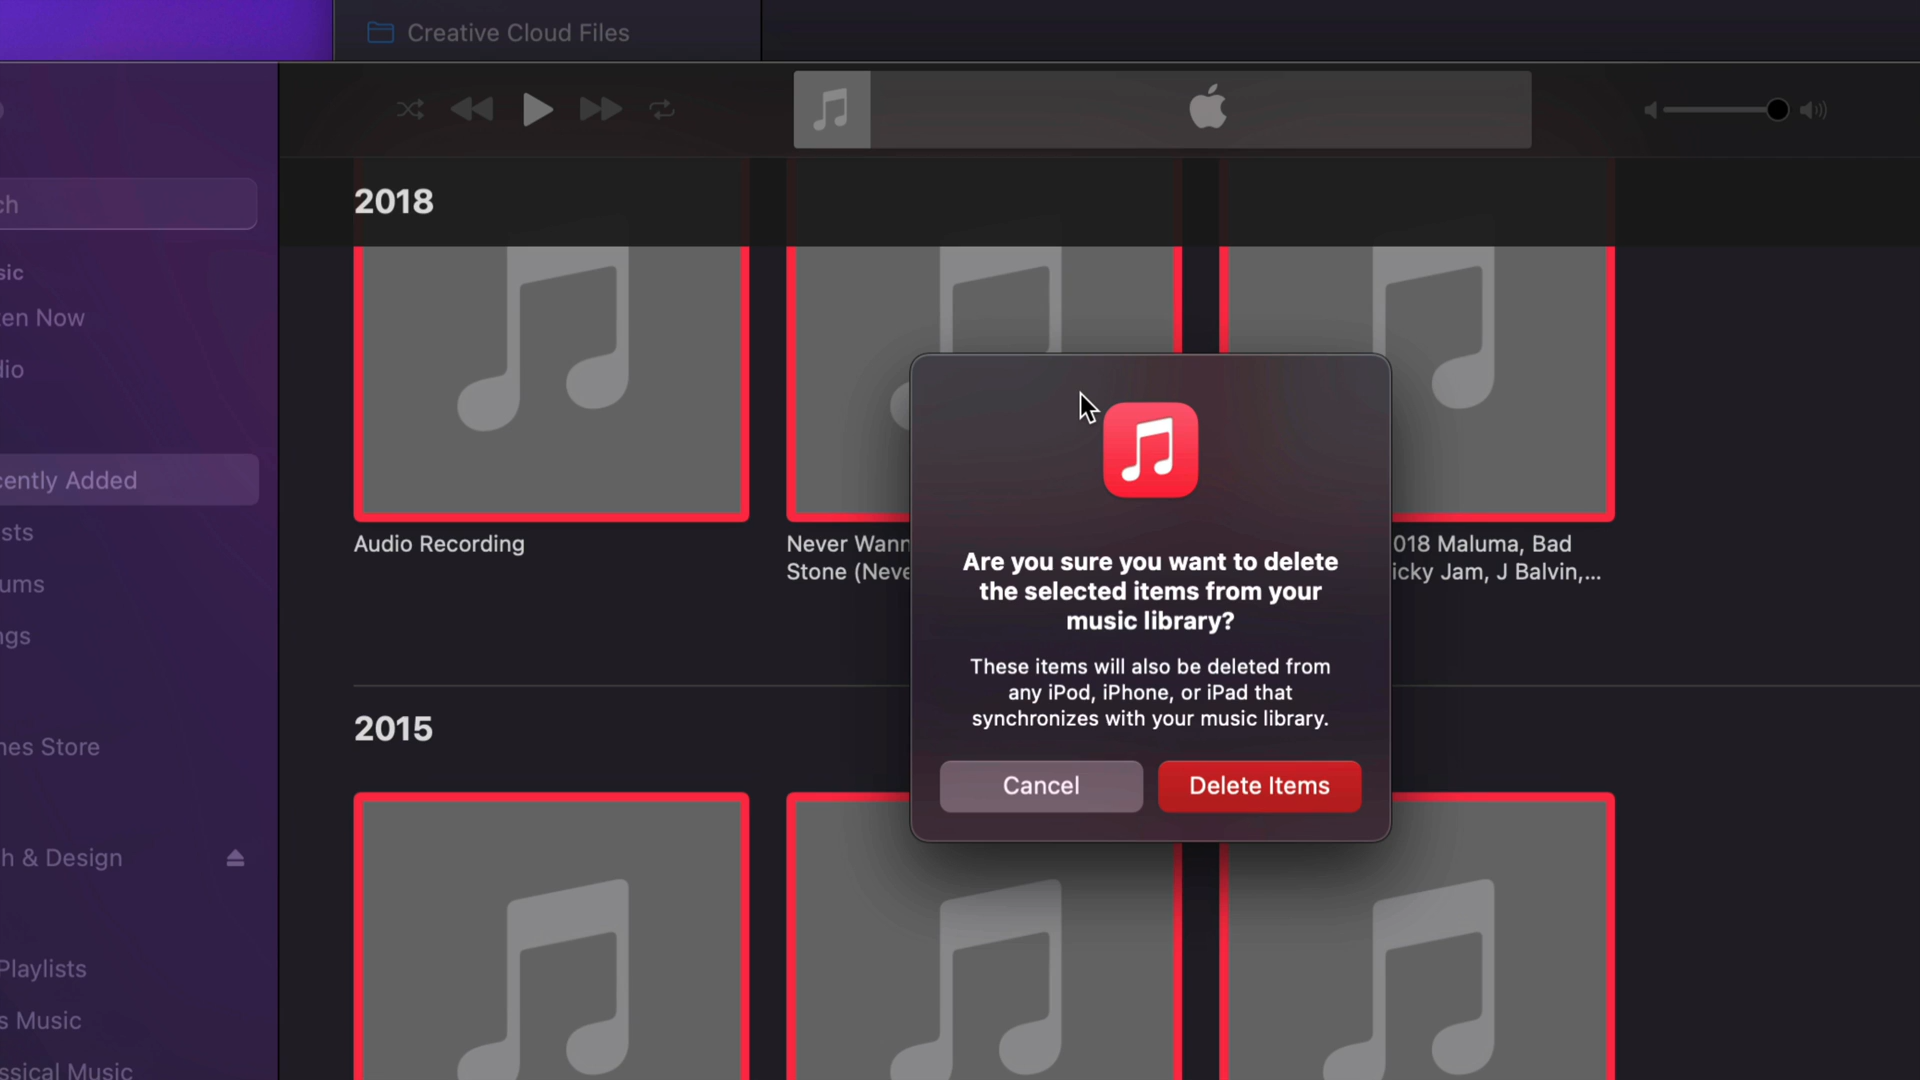 Creative Cloud Files
ch
2018
sic
ten Now
dio
cently Added
sts
ums
ngs
nes Store
h & Design
Playlists
s Music
ssical Music
Audio Recording
Never Wann
Stone (Neve
018 Maluma, Bad
icky Jam, J Balvin,...
Are you sure you want to delete
the selected items from your
music library?
These items will also be deleted from
any iPod, iPhone, or iPad that
synchronizes with your music library.
Cancel
Delete Items
2015